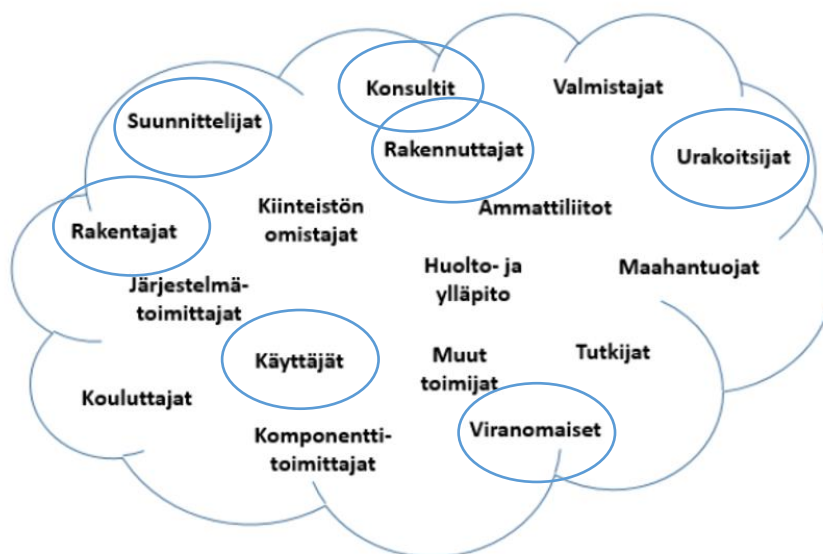 Konsultit
Valmistajat
Suunnittelijat
Rakennuttajat
Urakoitsijat
Kiinteistön
omistajat
Ammattiliitot
Rakentajat
Huolto- ja
ylläpito
Maahantuojat
Järjestelmä-
toimittajat
Käyttäjät
Muut
toimijat
Tutkijat
Kouluttajat
Viranomaiset
Komponentti-
toimittajat